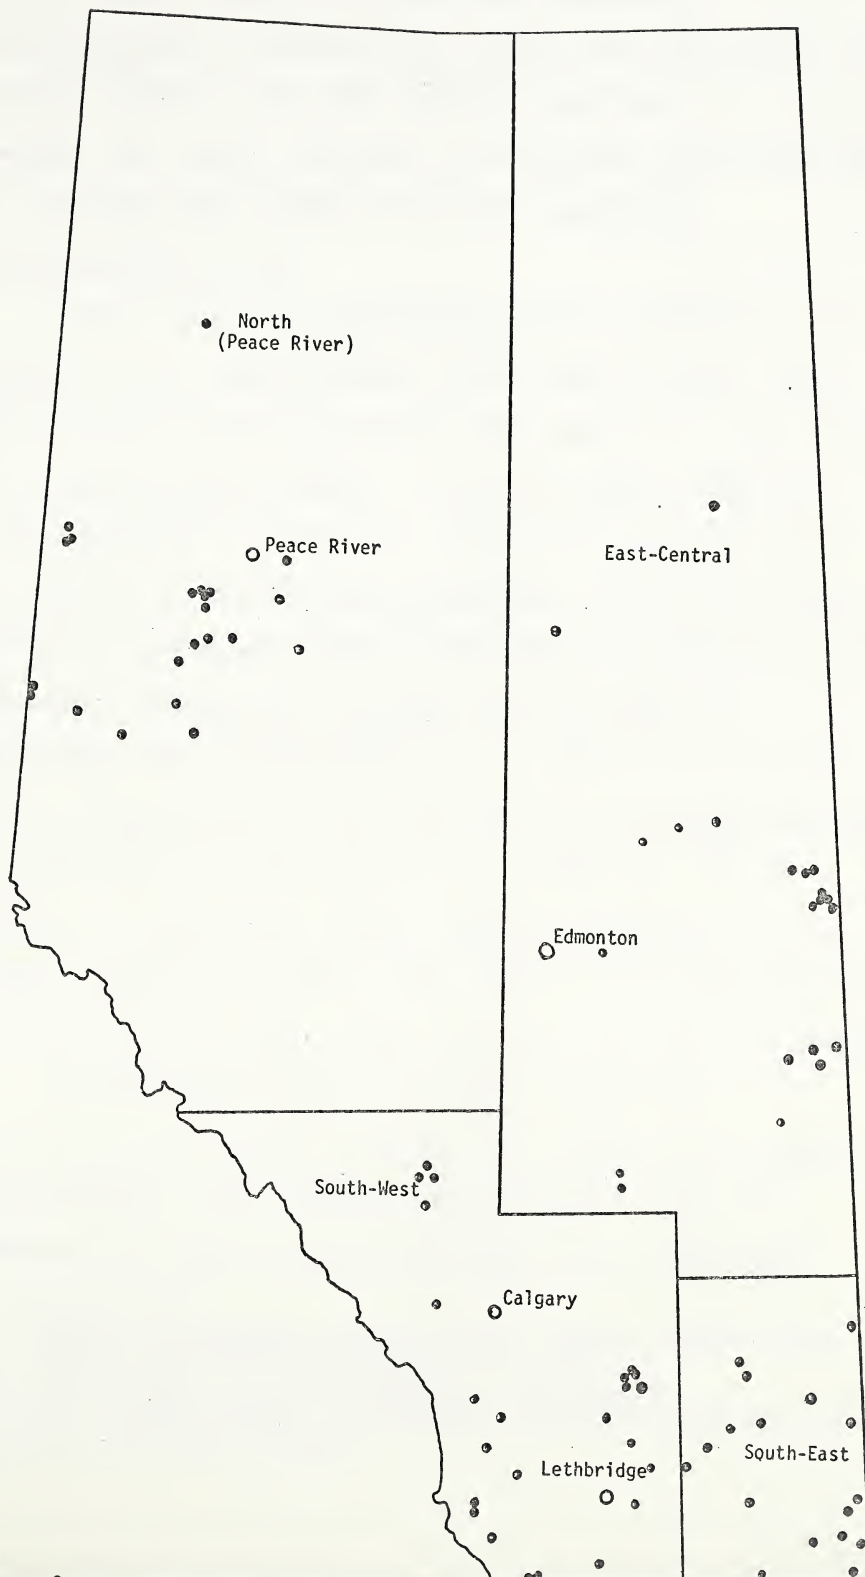 North
(Peace River)
Peace River
East-Central
Edmonton
South-West
Calgary
South-East
Lethbridge